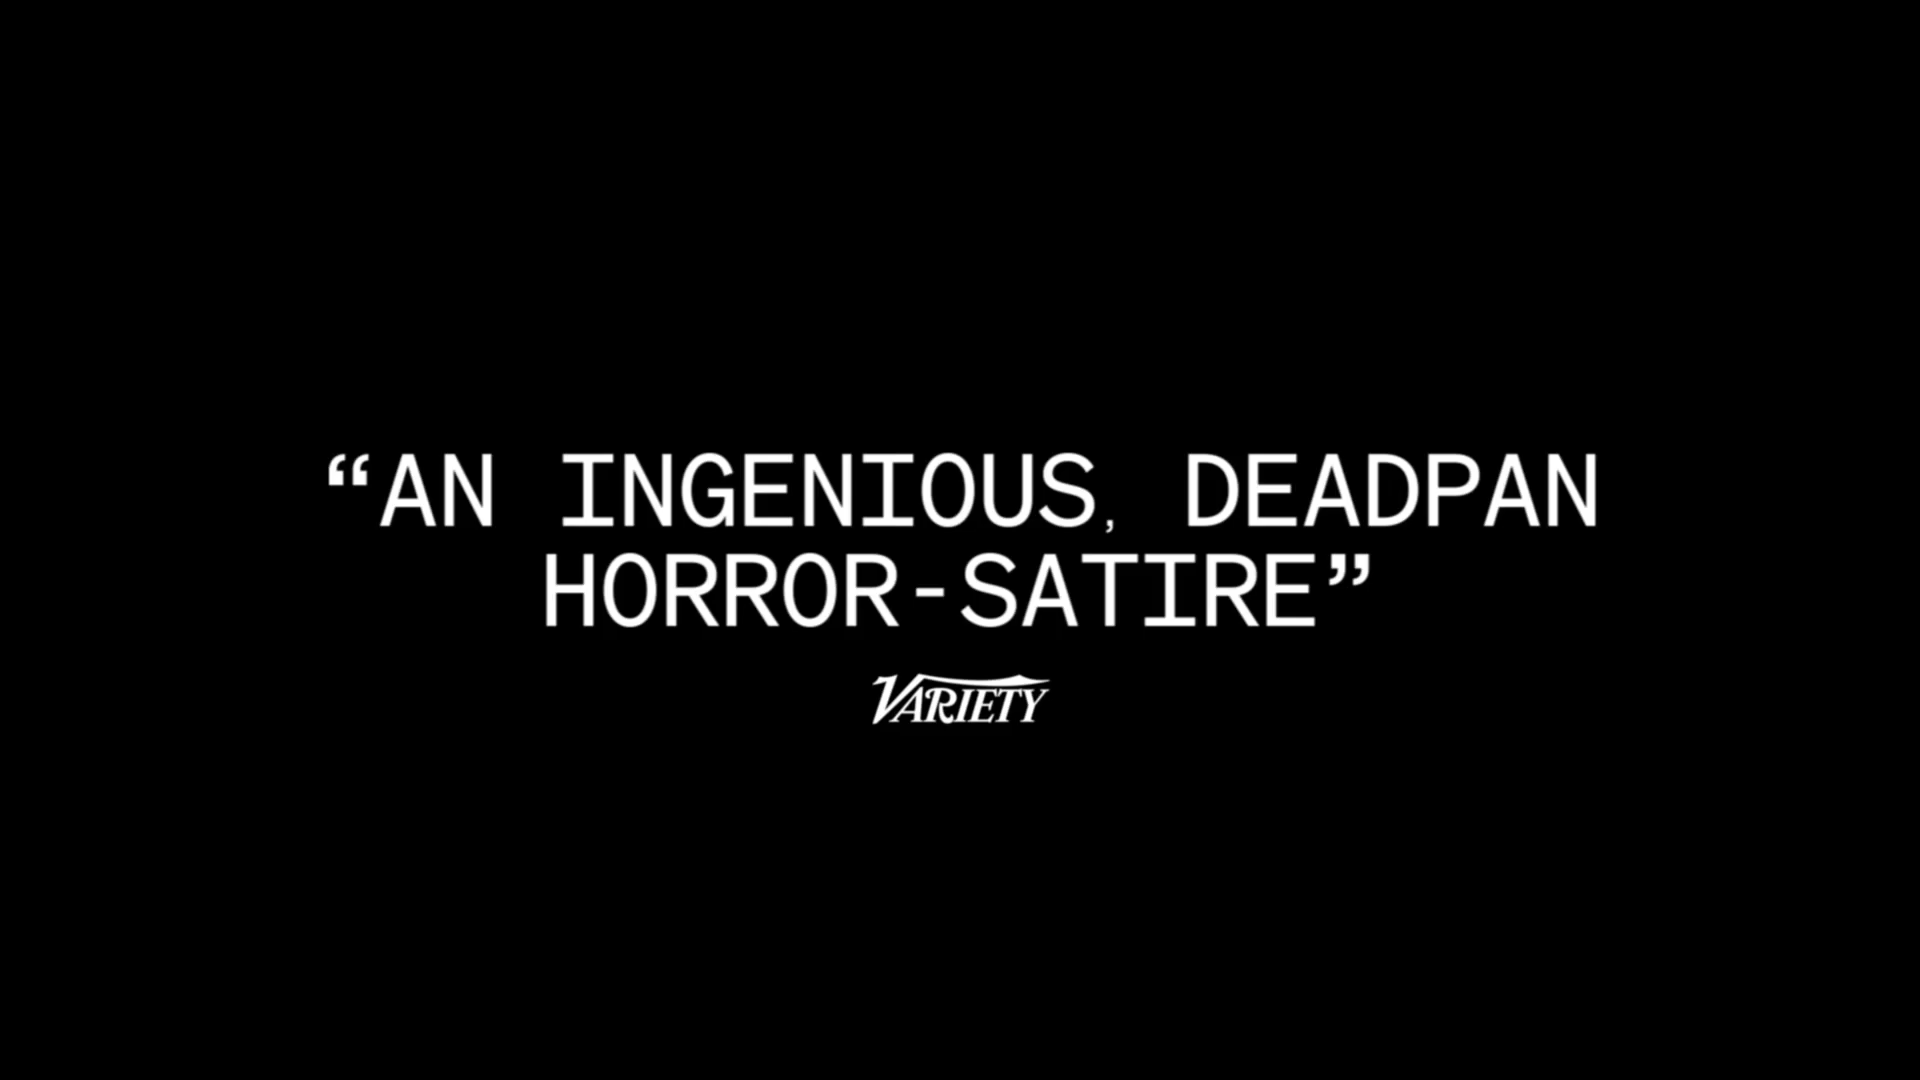 “AN INGENIOUS, DEADPAN
HORROR-SATIRE”
VARIETY